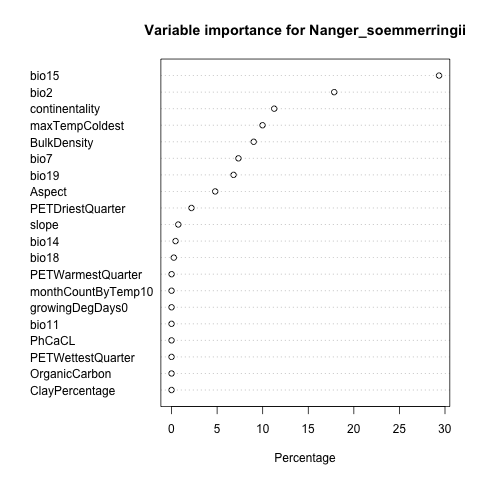 Variable importance for Nanger_soemmerringii
bio15
bio2
continentality
maxTempColdest
BulkDensity
bio7
bio19
Aspect
PETDriestQuarter
slope
bio14
bio18
PETWarmestQuarter
monthCountByTemp10
growingDegDays0
bio11
PhCaCL
PETWettestQuarter
OrganicCarbon
ClayPercentage
0 5 10 15 20 25 30
Percentage